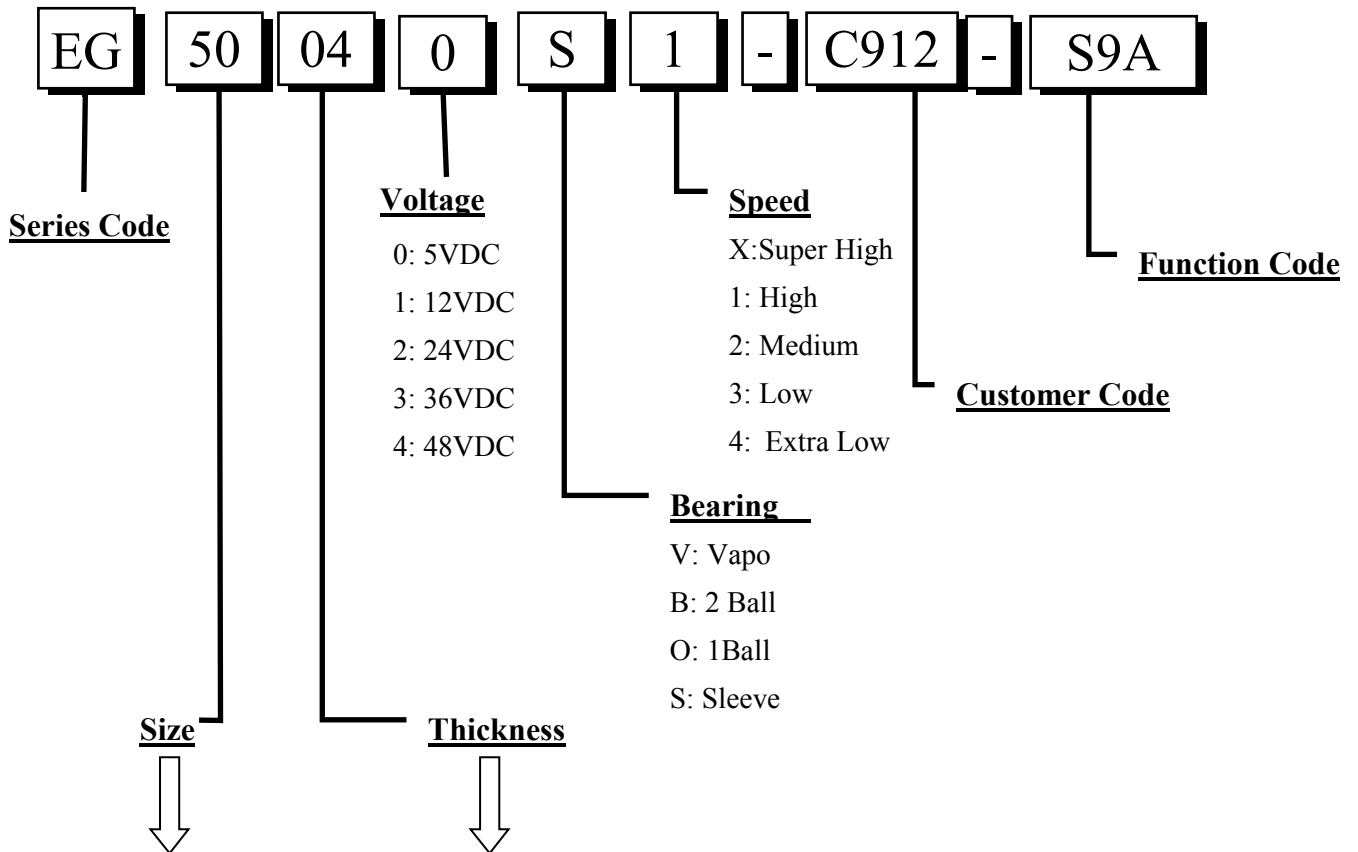 EG 50 04 0 S 1 - C912 - S9A
Series Code
Voltage
0: 5VDC
1: 12VDC
2: 24VDC
3: 36VDC
4: 48VDC
Speed
X:Super High
1: High
2: Medium
3: Low
4: Extra Low
Function Code
Customer Code
Bearing
V: Vapo
B: 2 Ball
O: 1Ball
S: Sleeve
Size
Thickness